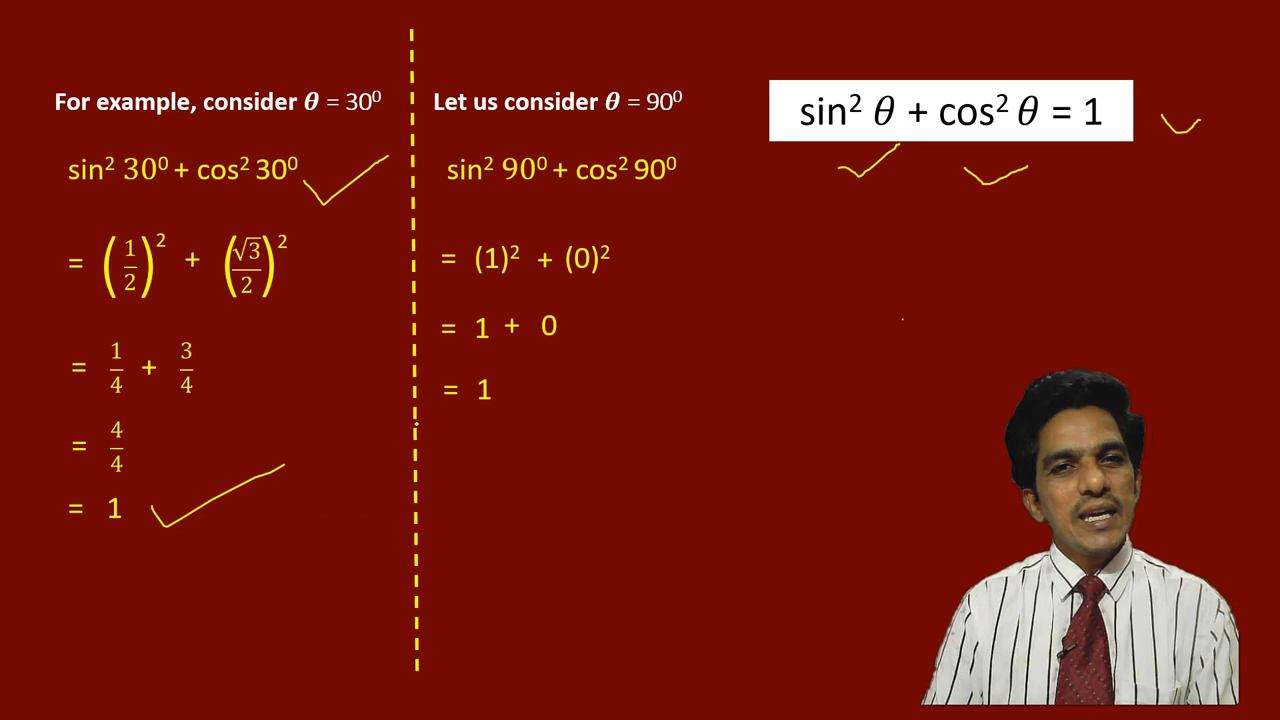 For example, consider θ = 30⁰
sin² 30⁰ + cos² 30⁰
= (1/2)² + (√3/2)²
= 1/4 + 3/4
= 4/4
= 1
Let us consider θ = 90⁰
sin² 90⁰ + cos² 90⁰
= (1)² + (0)²
= 1 + 0
= 1
sin² θ + cos² θ = 1